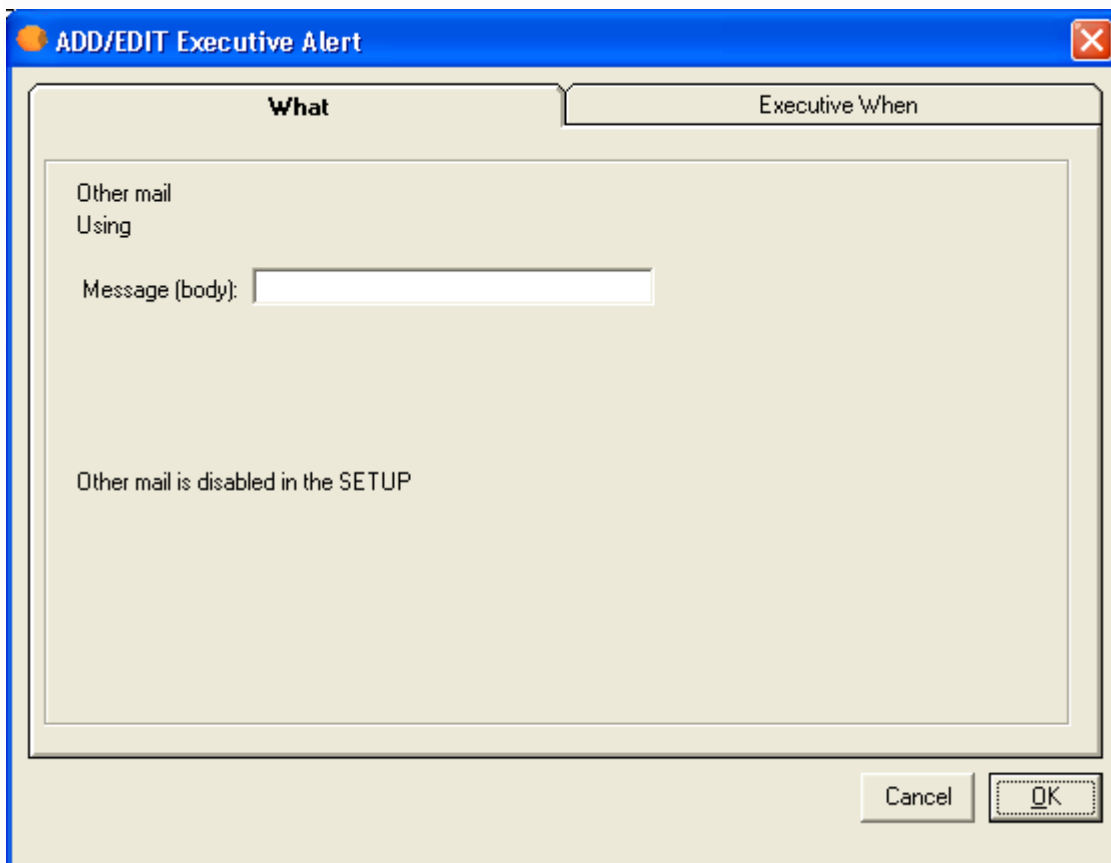 ADD/EDIT Executive Alert
What
Executive When
Other mail
Using
Message (body):
Other mail is disabled in the SETUP
Cancel
OK